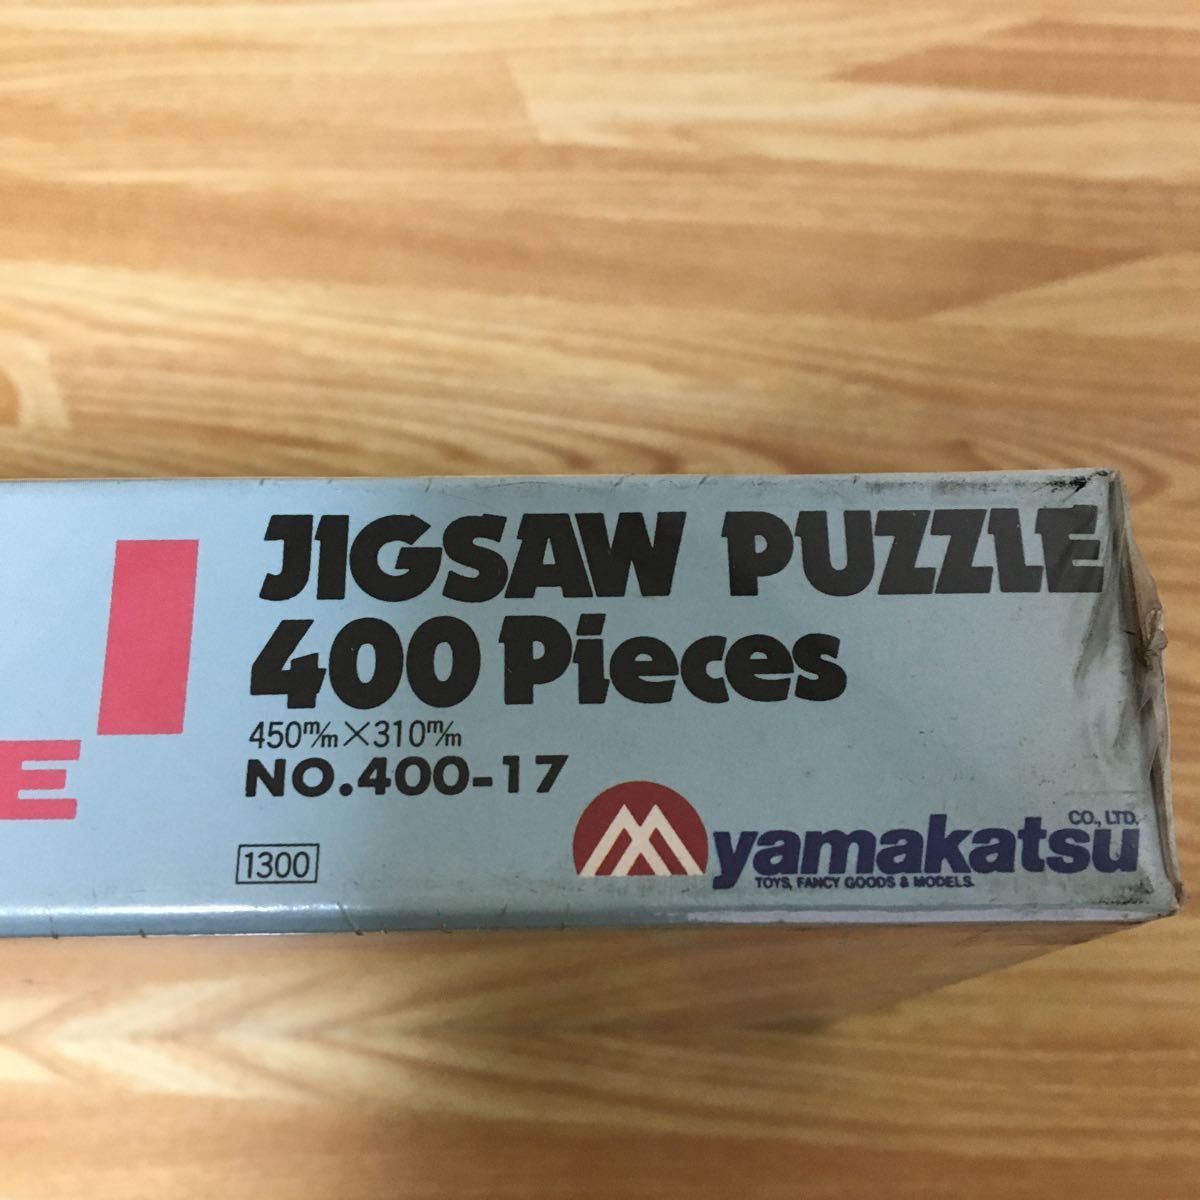 E
JIGSAW PUZZLE
400 Pieces
450m/m×310m/m
NO.400-17
1300
yamakatsu CO., LTD.
TOYS, FANCY GOODS & MODELS.